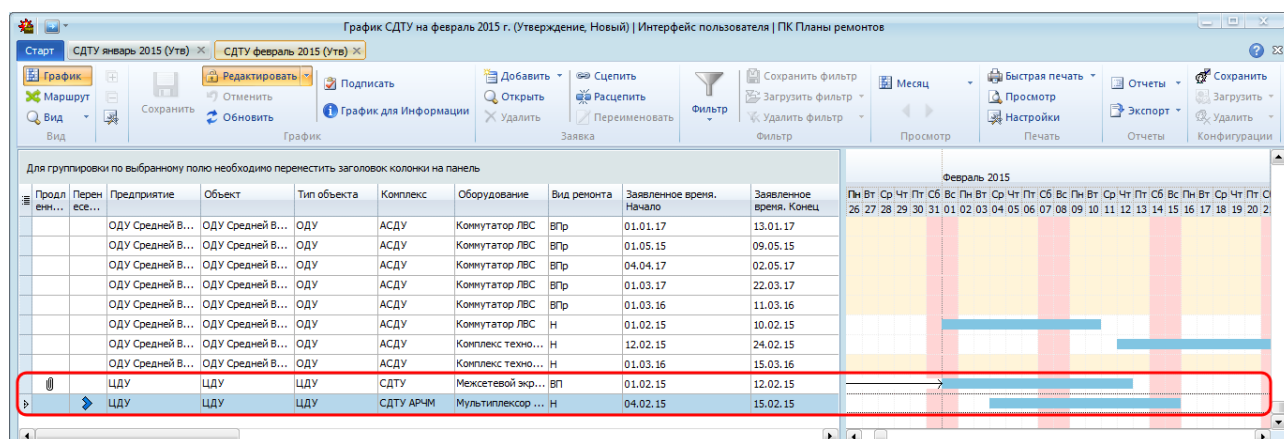 График СДТУ на февраль 2015 г. (Утверждение, Новый) | Интерфейс пользователя | ПК Планы ремонтов
Старт СДТУ январь 2015 (Утв) СДТУ февраль 2015 (Утв)
График Редактировать Подписать Добавить Сцепить Сохранить фильтр Месяц Быстрая печать Отчеты Сохранить
Маршрут Сохранить Отменить Открыть Расцепить Фильтр Загрузить фильтр Просмотр Загрузить
Вид Обновить График для Информации Удалить Переименовать Удалить фильтр Настройки Экспорт Удалить
Вид График Заявка Фильтр Просмотр Печать Отчеты Конфигурации
Для группировки по выбранному полю необходимо переместить заголовок колонки на панель
Февраль 2015
Продл енн... Перен есе... Предприятие Объект Тип объекта Комплекс Оборудование Вид ремонта Заявленное время. Начало Заявленное время. Конец
Пн Вт Ср Чт Пт Сб Вс Пн Вт Ср Чт Пт Сб Вс Пн Вт Ср Чт Пт Сб Вс Пн Вт Ср Чт Пт
26 27 28 29 30 31 01 02 03 04 05 06 07 08 09 10 11 12 13 14 15 16 17 18 19 20
ОДУ Средней В... ОДУ Средней В... ОДУ АСДУ Коммутатор ЛВС ВПр 01.01.17 13.01.17
ОДУ Средней В... ОДУ Средней В... ОДУ АСДУ Коммутатор ЛВС ВПр 01.05.15 09.05.15
ОДУ Средней В... ОДУ Средней В... ОДУ АСДУ Коммутатор ЛВС ВПр 04.04.17 02.05.17
ОДУ Средней В... ОДУ Средней В... ОДУ АСДУ Коммутатор ЛВС ВПр 01.03.17 22.03.17
ОДУ Средней В... ОДУ Средней В... ОДУ АСДУ Коммутатор ЛВС ВПр 01.03.16 11.03.16
ОДУ Средней В... ОДУ Средней В... ОДУ АСДУ Коммутатор ЛВС Н 01.02.15 10.02.15
ОДУ Средней В... ОДУ Средней В... ОДУ АСДУ Комплекс техно... Н 12.02.15 24.02.15
ОДУ Средней В... ОДУ Средней В... ОДУ АСДУ Комплекс техно... Н 01.03.16 15.03.16
ЦДУ ЦДУ ЦДУ СДТУ Межсетевой экр... ВП 01.02.15 12.02.15
ЦДУ ЦДУ ЦДУ СДТУ АРЧМ Мультиплексор ... Н 04.02.15 15.02.15